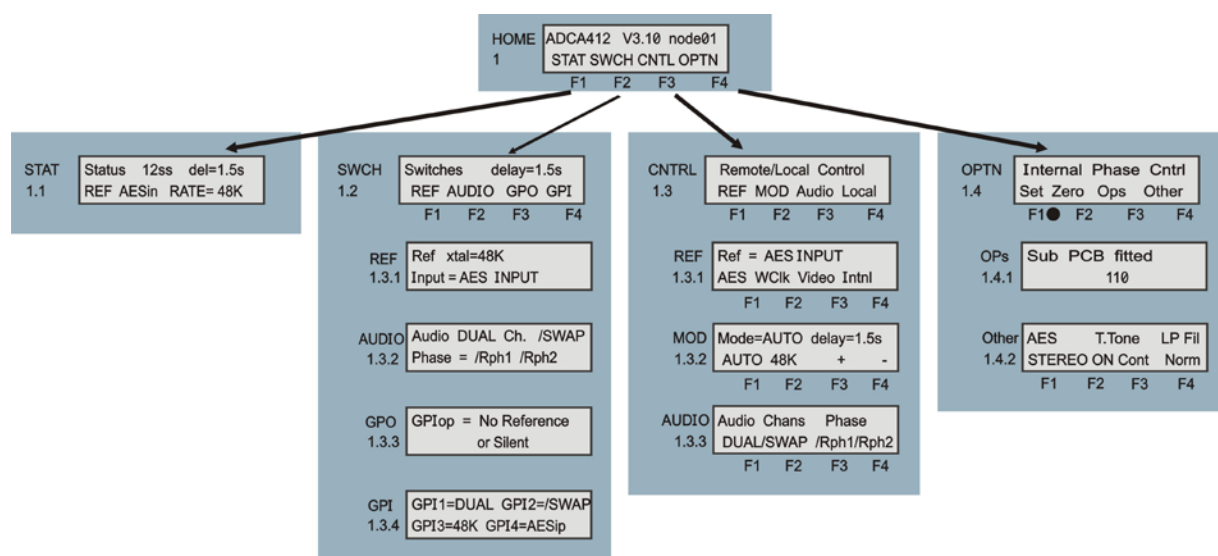 HOME
1
ADCA412 V3.10 node01
STAT SWCH CNTL OPTN
F1 F2 F3 F4
STAT
1.1
Status 12ss del=1.5s
REF AESin RATE= 48K
SWCH
1.2
Switches delay=1.5s
REF AUDIO GPO GPI
F1 F2 F3 F4
REF
1.3.1
Ref xtal=48K
Input = AES INPUT
AUDIO
1.3.2
Audio DUAL Ch. /SWAP
Phase = /Rph1 /Rph2
GPO
1.3.3
GPIop = No Reference
or Silent
GPI
1.3.4
GPI1=DUAL GPI2=/SWAP
GPI3=48K GPI4=AESip
CNTRL
1.3
Remote/Local Control
REF MOD Audio Local
F1 F2 F3 F4
REF
1.3.1
Ref = AES INPUT
AES WClk Video Intnl
F1 F2 F3 F4
MOD
1.3.2
Mode=AUTO delay=1.5s
AUTO 48K + -
F1 F2 F3 F4
AUDIO
1.3.3
Audio Chans Phase
DUAL/SWAP /Rph1/Rph2
F1 F2 F3 F4
OPTN
1.4
Internal Phase Cntrl
Set Zero Ops Other
F1 F2 F3 F4
OPs
1.4.1
Sub PCB fitted
110
Other
1.4.2
AES T.Tone LP Fil
STEREO ON Cont Norm
F1 F2 F3 F4